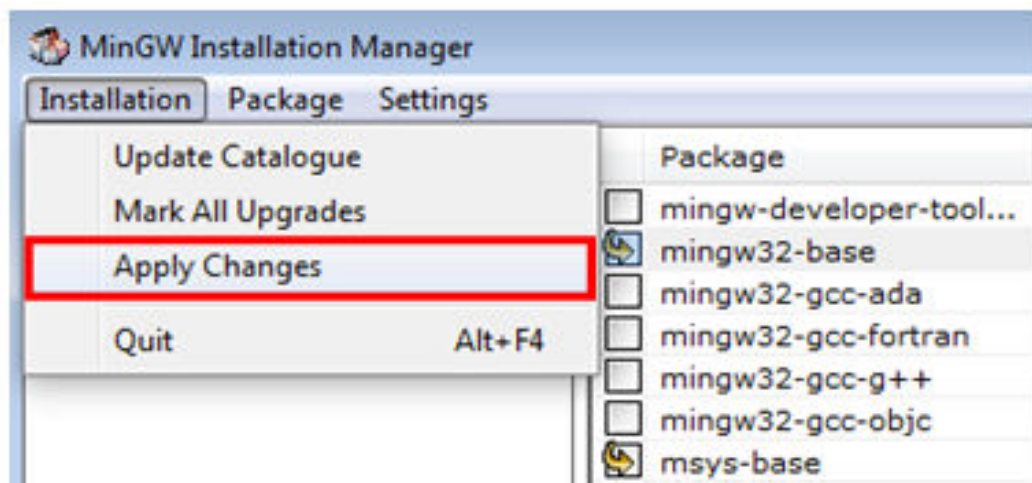 MinGW Installation Manager
Installation Package Settings
Update Catalogue
Mark All Upgrades
Apply Changes
Quit Alt+F4
Package
mingw-developer-tool...
mingw32-base
mingw32-gcc-ada
mingw32-gcc-fortran
mingw32-gcc-g++
mingw32-gcc-objc
msys-base